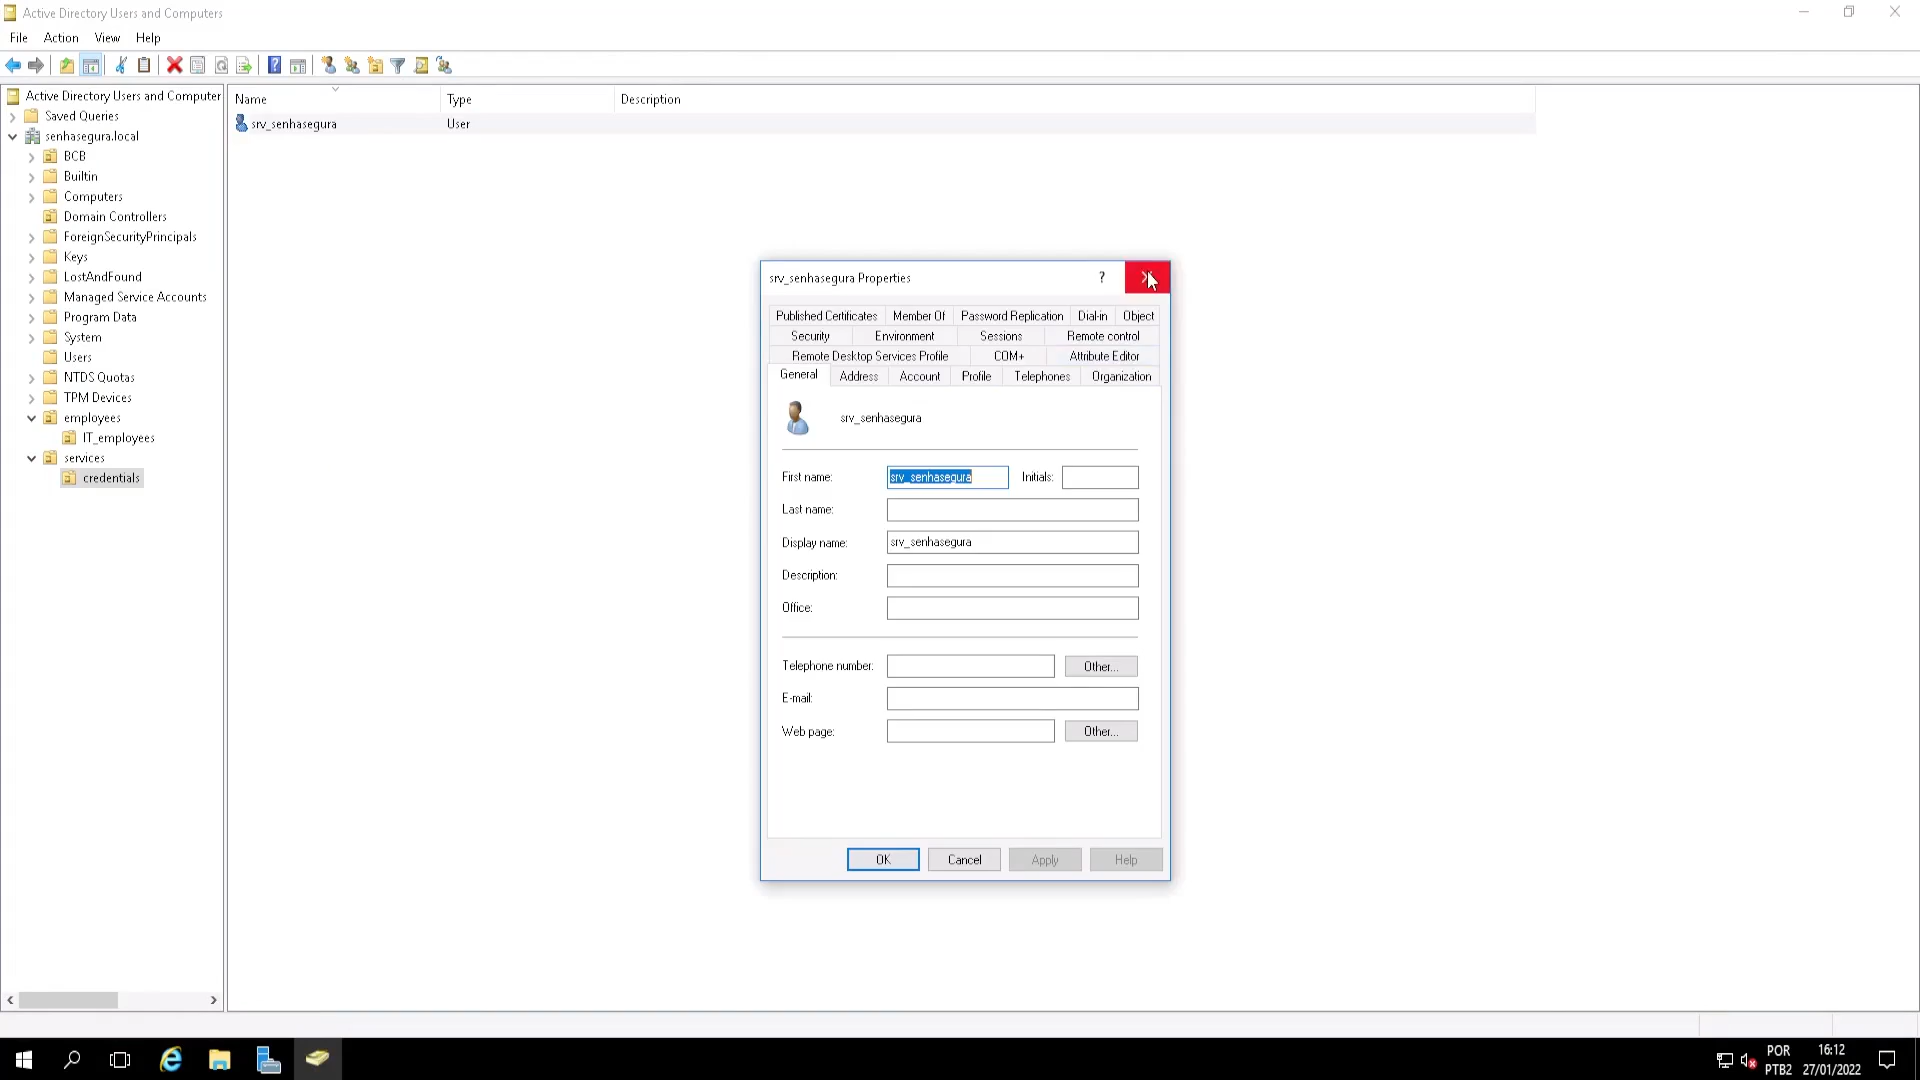 Active Directory Users and Computers
File Action View Help
Active Directory Users and Computer
Name Type Description
Saved Queries
srv_senhasegura User
senhasegura.local
BCB
Builtin
Computers
Domain Controllers
ForeignSecurityPrincipals
Keys
LostAndFound
Managed Service Accounts
Program Data
System
Users
NTDS Quotas
TPM Devices
employees
IT_employees
services
credentials
srv_senhasegura Properties ?
Published Certificates Member Of Password Replication Dial-in Object
Security Environment Sessions Remote control
Remote Desktop Services Profile COM+ Attribute Editor
General Address Account Profile Telephones Organization
srv_senhasegura
First name: srv_senhasegura Initials:
Last name:
Display name: srv_senhasegura
Description:
Office:
Telephone number: Other...
E-mail:
Web page: Other...
OK Cancel Apply Help
POR 16:12
PTB2 27/01/2022